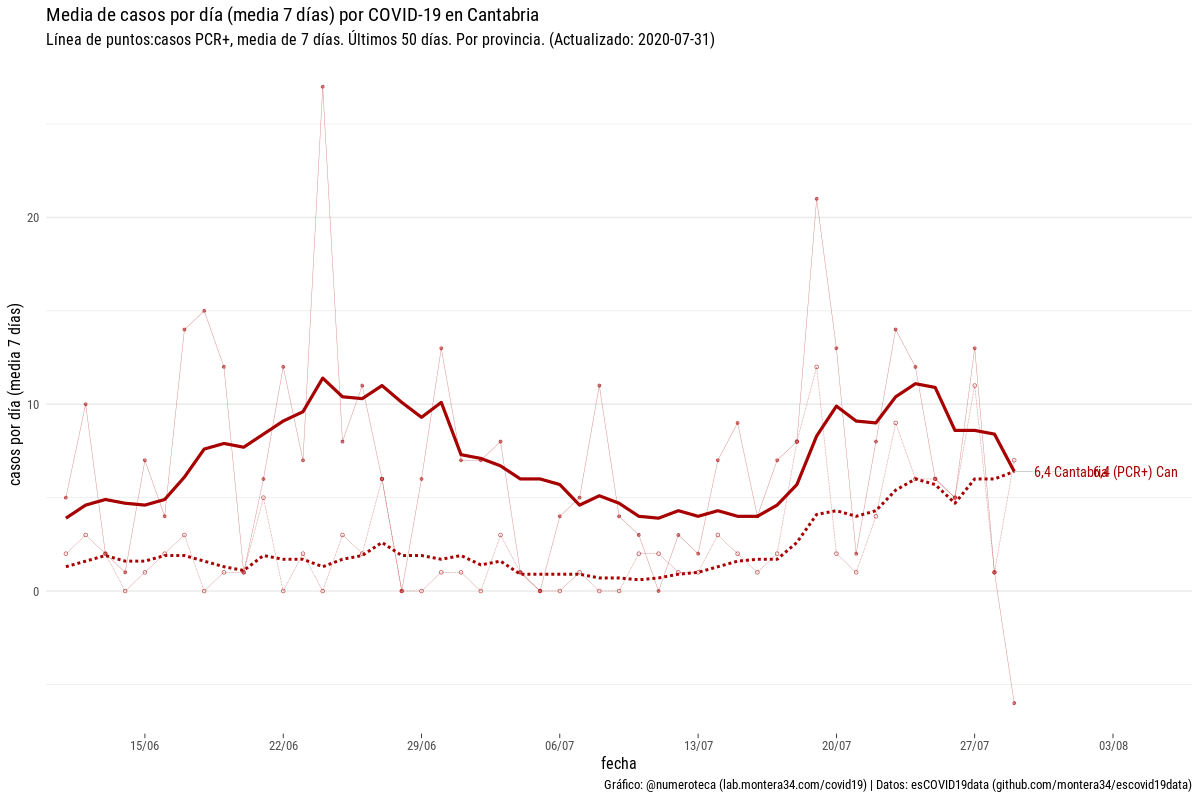 Media de casos por día (media 7 días) por COVID-19 en Cantabria
Línea de puntos:casos PCR+, media de 7 días. Últimos 50 días. Por provincia. (Actualizado: 2020-07-31)
casos por día (media 7 días)
20
10
0
6,4 Cantabria
6,4 (PCR+) Can
15/06
22/06
29/06
06/07
13/07
20/07
27/07
03/08
fecha
Gráfico: @numeroteca (lab.montera34.com/covid19) | Datos: esCOVID19data (github.com/montera34/escovid19data)